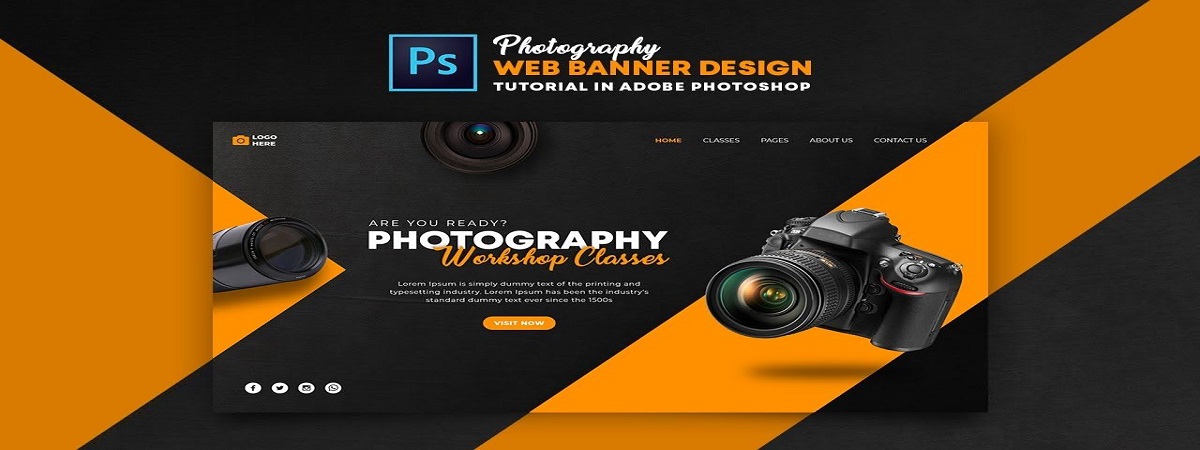 Ps
Photography
WEB BANNER DESIGN
TUTORIAL IN ADOBE PHOTOSHOP
LOGO
HERE
HOME CLASSES PAGES ABOUT US CONTACT US
ARE YOU READY?
PHOTOGRAPHY
Workshop Classes
Lorem Ipsum is simply dummy text of the printing and
typesetting industry. Lorem Ipsum has been the industry's
standard dummy text ever since the 1500s
VISIT NOW